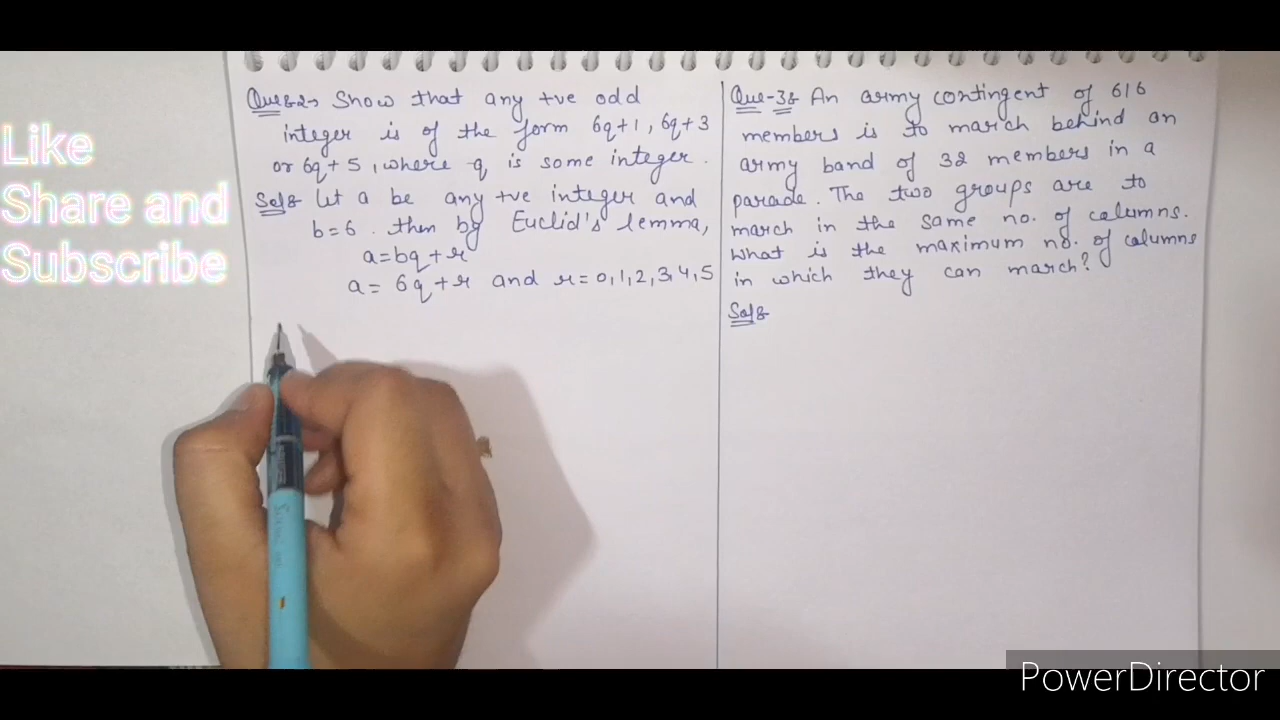 Like
Share and
Subscribe
Que:2→ Show that any +ve odd
integer is of the form 6q+1, 6q+3
or 6q+5, where q is some integer.
Sol: Let a be any +ve integer and
b=6. then by Euclid's lemma,
a=bq+r
a= 6q+r and r=0,1,2,3,4,5
Que-3: An army contingent of 616
members is to march behind an
army band of 32 members in a
parade. The two groups are to
march in the same no. of columns.
What is the maximum no. of columns
in which they can march?
Sol:
PowerDirector